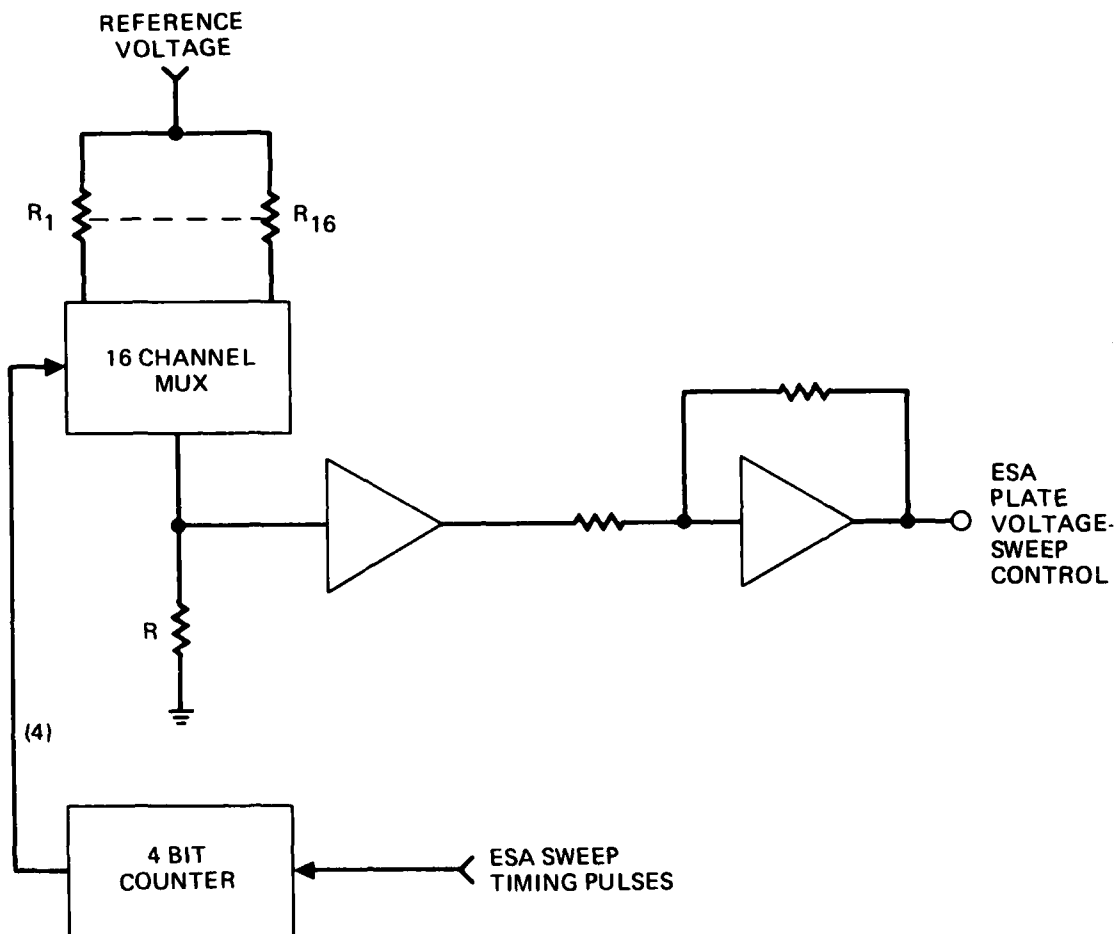 REFERENCE
VOLTAGE
R1
R16
16 CHANNEL
MUX
ESA
PLATE
VOLTAGE-
SWEEP
CONTROL
R
(4)
4 BIT
COUNTER
ESA SWEEP
TIMING PULSES